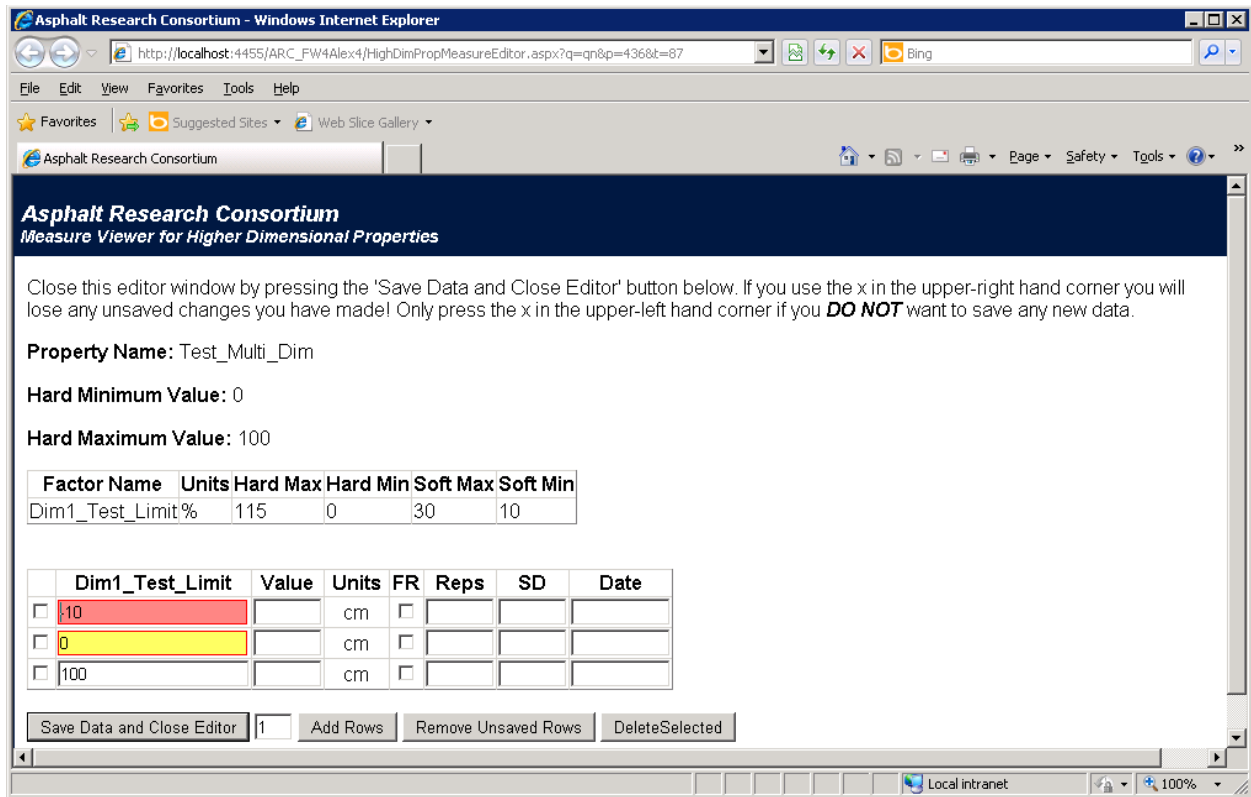 Asphalt Research Consortium - Windows Internet Explorer
http://localhost:4455/ARC_FW4Alex4/HighDimPropMeasureEditor.aspx?q=qn&p=436&t=87
Bing
File Edit View Favorites Tools Help
Favorites Suggested Sites Web Slice Gallery
Asphalt Research Consortium Page Safety Tools »
Asphalt Research Consortium
Measure Viewer for Higher Dimensional Properties
Close this editor window by pressing the 'Save Data and Close Editor' button below. If you use the x in the upper-right hand corner you will
lose any unsaved changes you have made! Only press the x in the upper-left hand corner if you DO NOT want to save any new data.
Property Name: Test_Multi_Dim
Hard Minimum Value: 0
Hard Maximum Value: 100
Factor Name Units Hard Max Hard Min Soft Max Soft Min
Dim1_Test_Limit % 115 0 30 10
Dim1_Test_Limit Value Units FR Reps SD Date
-10 cm
0 cm
100 cm
Save Data and Close Editor 1 Add Rows Remove Unsaved Rows DeleteSelected
Local intranet 100%